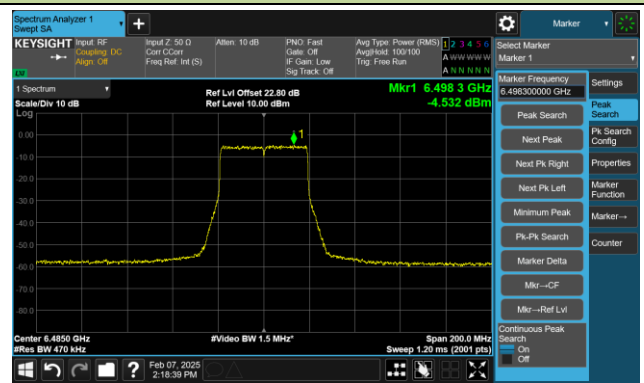 Spectrum Analyzer 1
Swept SA
+
Marker
KEYSIGHT
Input: RF
Coupling: DC
Align: Off
Input Z: 50 Ω
Corr CCorr
Freq Ref: Int (S)
Atten: 10 dB
PNO: Fast
Gate: Off
IF Gain: Low
Sig Track: Off
Avg Type: Power (RMS)
Avg|Hold: 100/100
Trig: Free Run
1 2 3 4 5 6
A W W W W W
A N N N N N
Select Marker
Marker 1
LW
1 Spectrum
Scale/Div 10 dB
Log
Ref Lvl Offset 22.80 dB
Ref Level 10.00 dBm
Mkr1 6.498 3 GHz
-4.532 dBm
1
0.00
-10.0
-20.0
-30.0
-40.0
-50.0
-60.0
-70.0
-80.0
Center 6.4850 GHz
#Res BW 470 kHz
#Video BW 1.5 MHz*
Span 200.0 MHz
Sweep 1.20 ms (2001 pts)
Marker Frequency
6.498300000 GHz
Peak Search
Next Peak
Next Pk Right
Next Pk Left
Minimum Peak
Pk-Pk Search
Marker Delta
Mkr→CF
Mkr→Ref Lvl
Continuous Peak
Search
On
Off
Settings
Peak
Search
Pk Search
Config
Properties
Marker
Function
Marker→
Counter
?
Feb 07, 2025
2:18:39 PM